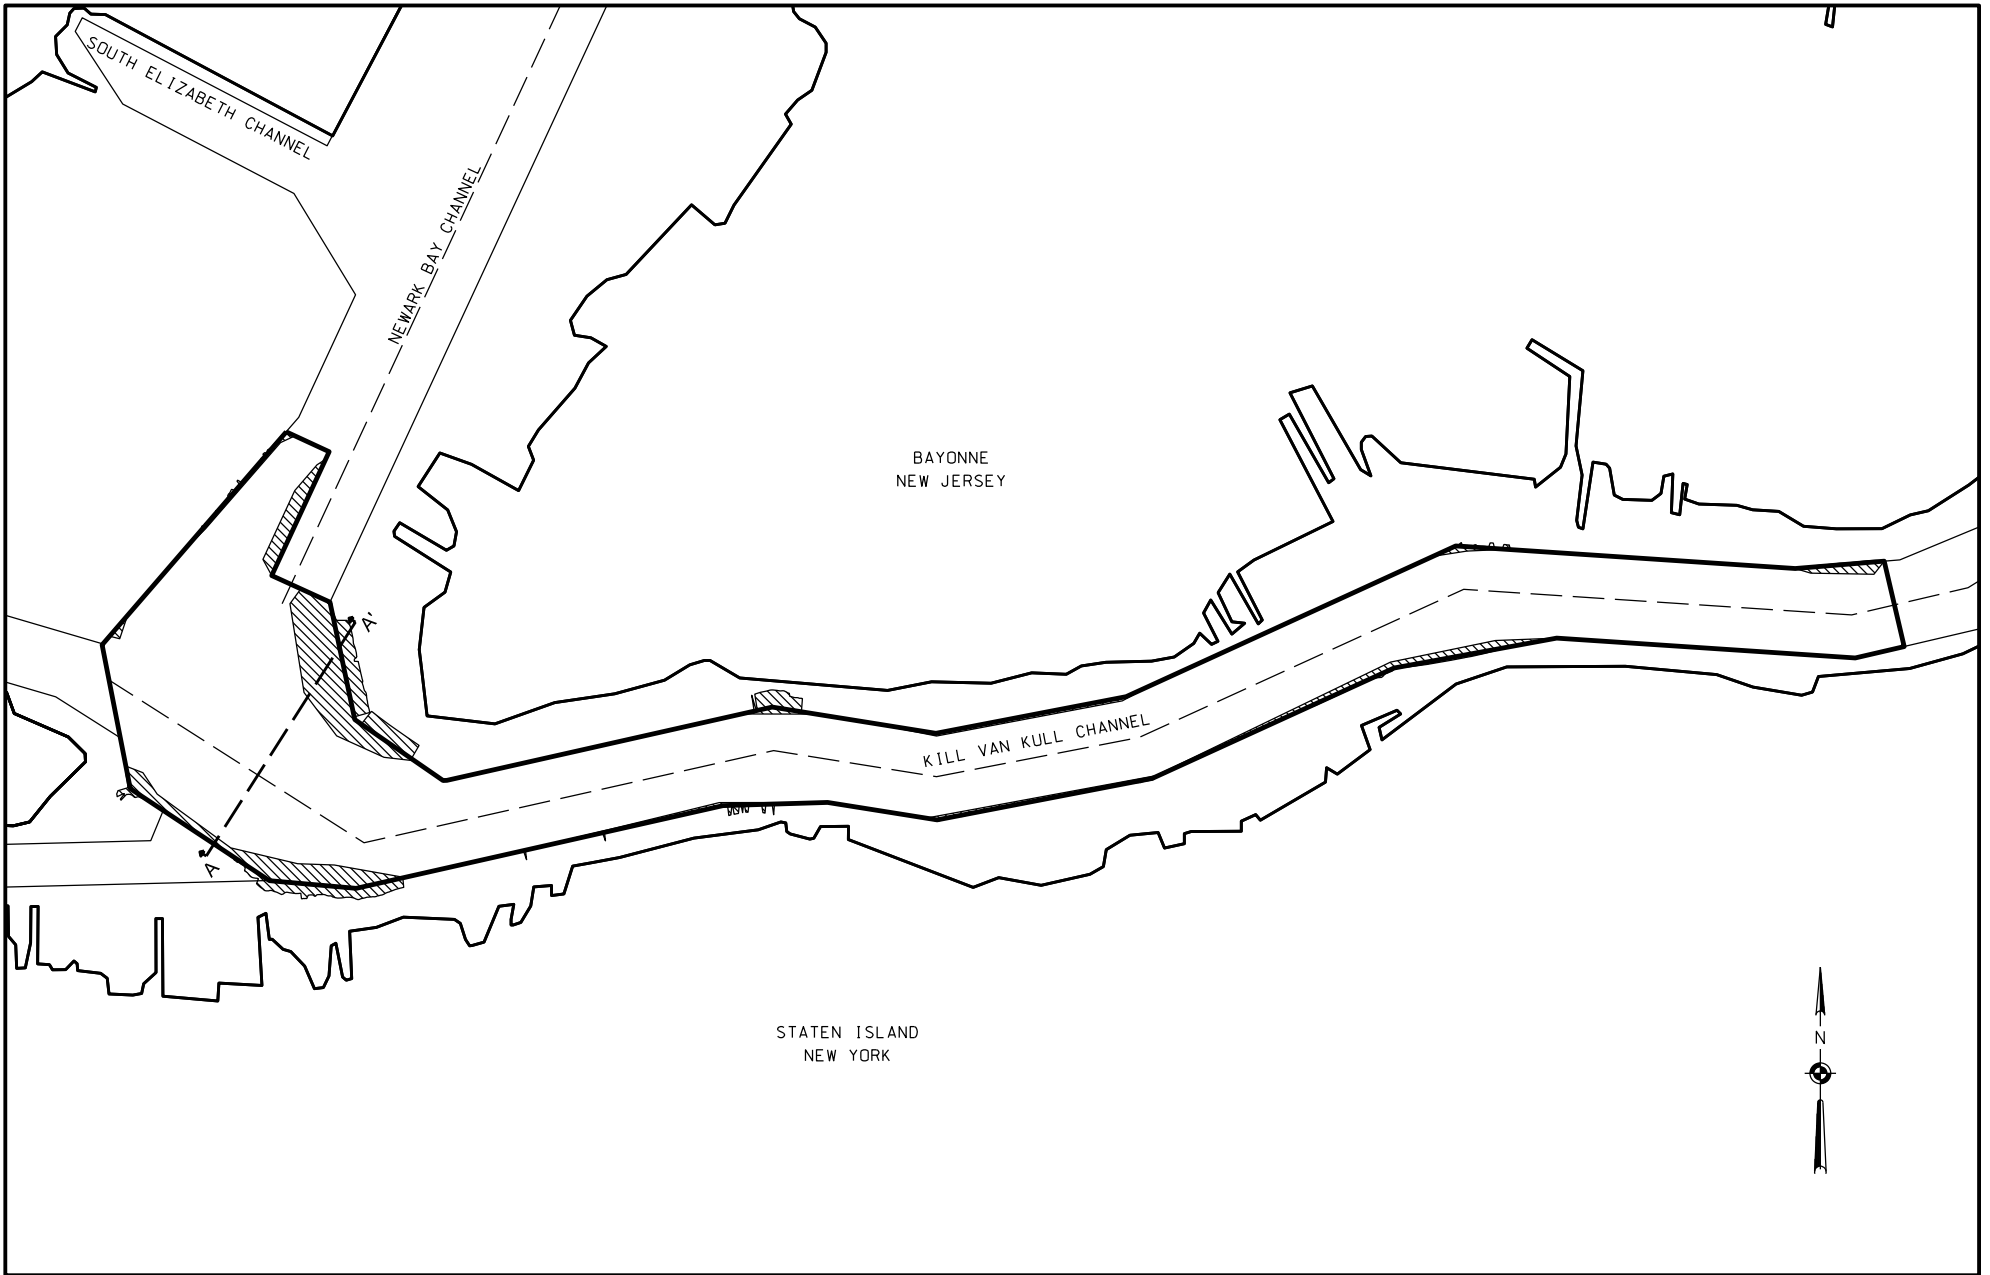 SOUTH ELIZABETH CHANNEL
NEWARK BAY CHANNEL
BAYONNE
NEW JERSEY
A'
KILL VAN KULL CHANNEL
A
STATEN ISLAND
NEW YORK
N